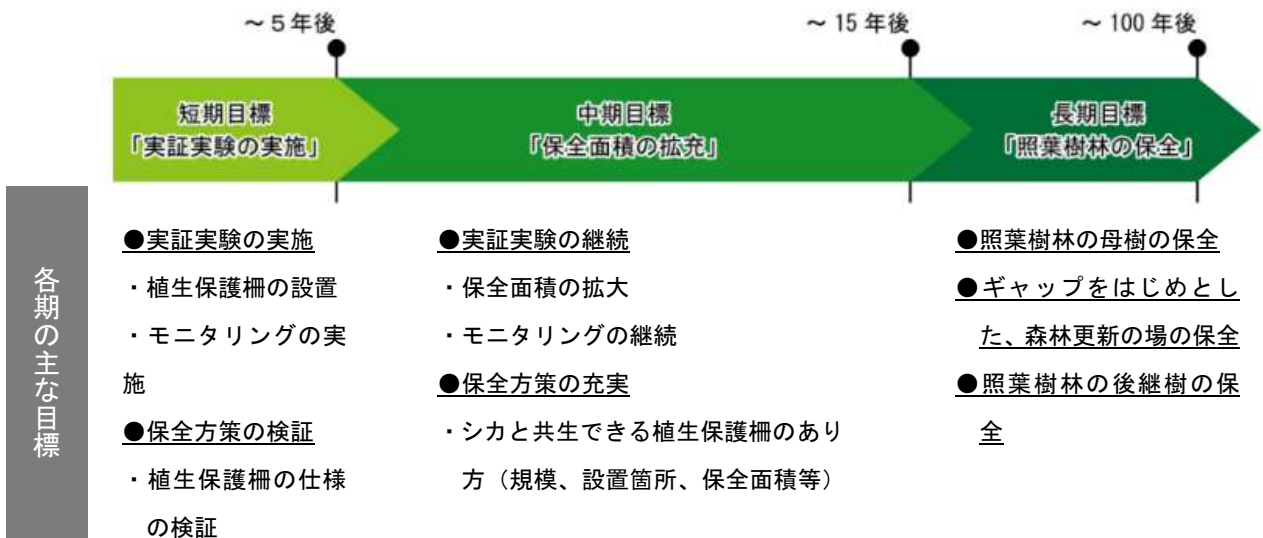 ～５年後
～15 年後
～100 年後
短期目標
「実証実験の実施」
中期目標
「保全面積の拡充」
長期目標
「照葉樹林の保全」
各期の主な目標
●実証実験の実施
・植生保護柵の設置
・モニタリングの実
施
●保全方策の検証
・植生保護柵の仕様
の検証
●実証実験の継続
・保全面積の拡大
・モニタリングの継続
●保全方策の充実
・シカと共生できる植生保護柵のあり
方（規模、設置箇所、保全面積等）
●照葉樹林の母樹の保全
●ギャップをはじめとし
た、森林更新の場の保全
●照葉樹林の後継樹の保
全